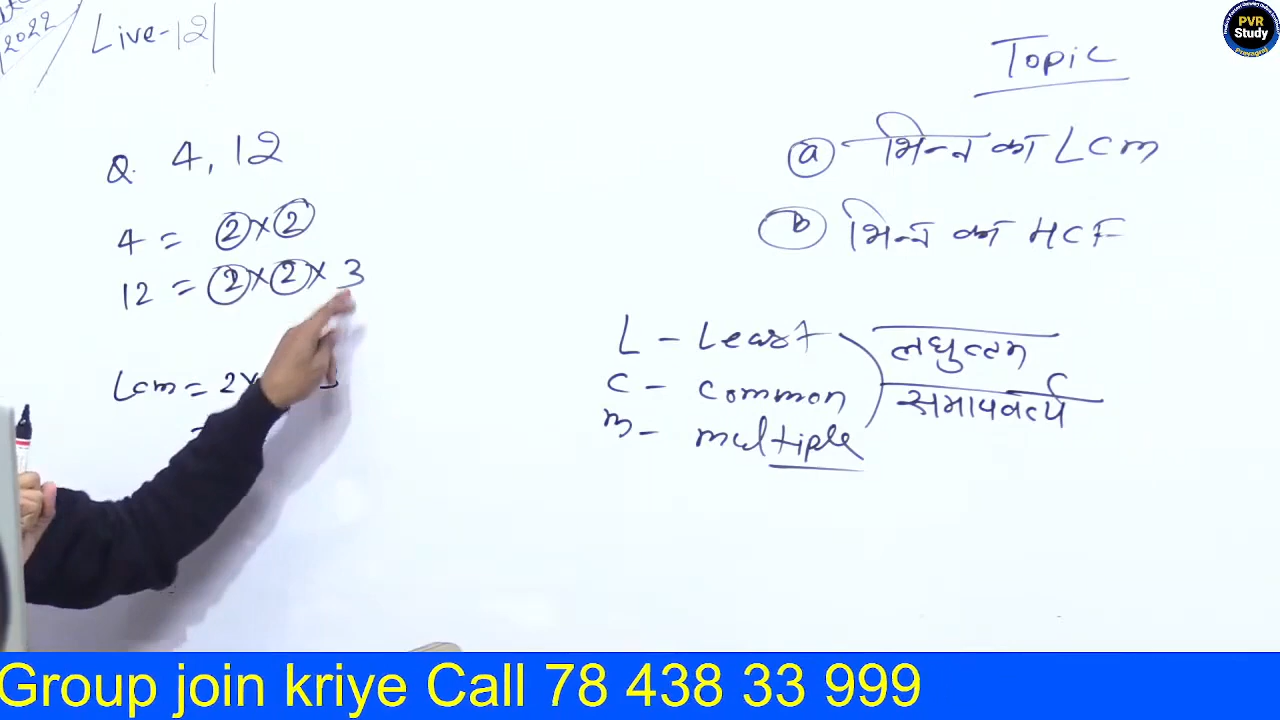 2022
Live-12
Q. 4, 12
4 = 2×2
12 = 2×2×3
Lcm = 2×
=
Topic
a भिन्न का LCM
b भिन्न का HCF
L - Least
C - common
m - multiple
लघुत्तम
समापवर्त्य
PVR
Study
Prayagraj
Group join kriye Call 78 438 33 999